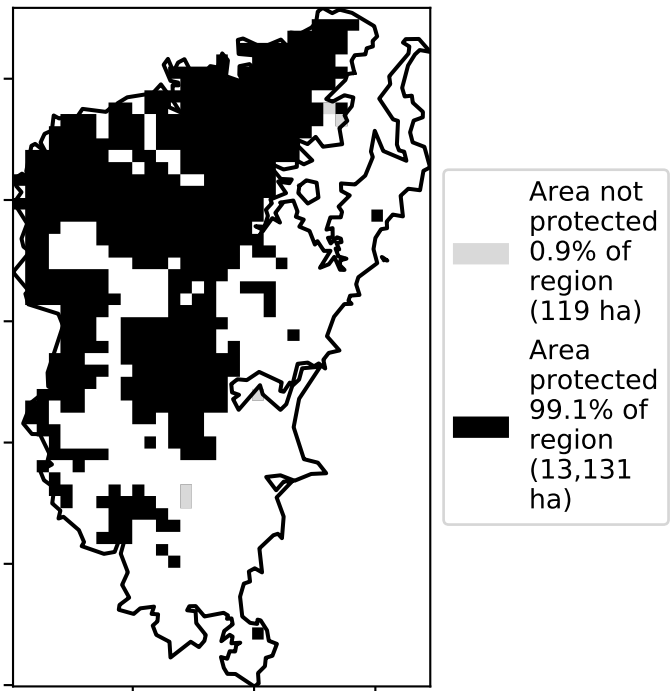 Area not
protected
0.9% of
region
(119 ha)
Area
protected
99.1% of
region
(13,131
ha)